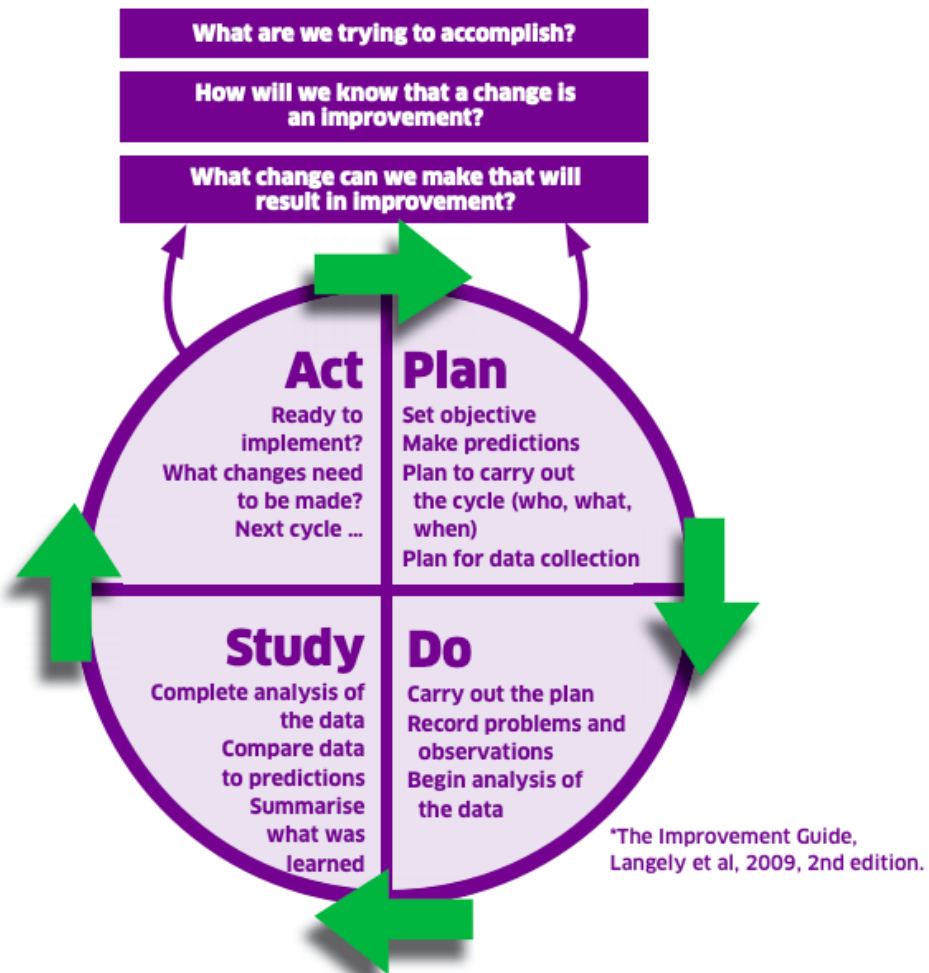 What are we trying to accomplish?
How will we know that a change is
an improvement?
What change can we make that will
result in improvement?
Act
Ready to
implement?
What changes need
to be made?
Next cycle ...
Plan
Set objective
Make predictions
Plan to carry out
the cycle (who, what,
when)
Plan for data collection
Study
Complete analysis of
the data
Compare data
to predictions
Summarise
what was
learned
Do
Carry out the plan
Record problems and
observations
Begin analysis of
the data
*The Improvement Guide,
Langely et al, 2009, 2nd edition.